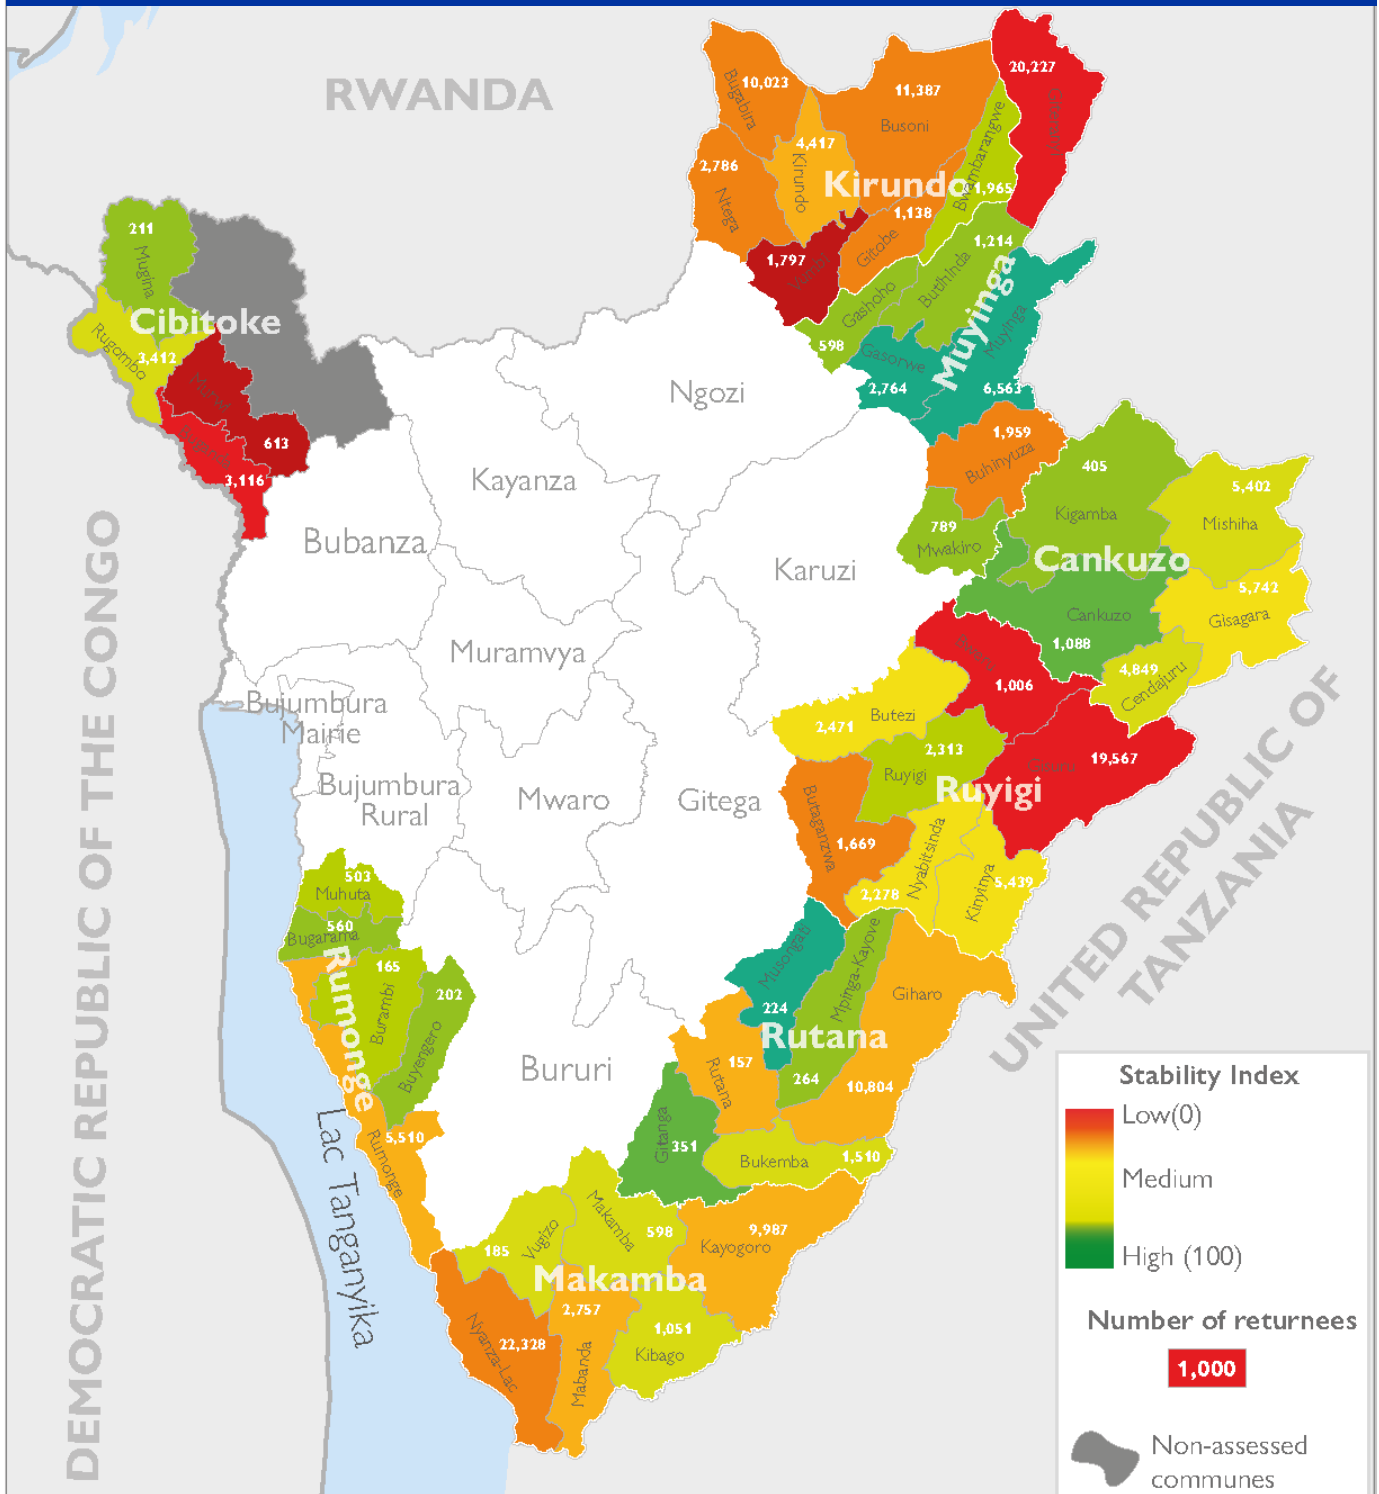 RWANDA
20,227
Giteranyi
Bugabira
10,023
11,387
Busoni
Bwambarangwe
4,417
Kirundo
2,786
Ntega
Kirundo
1,965
1,138
Gitobe
1,214
211
Mugina
1,797
Vumbi
Butihinda
Gashoho
Muyinga
Muyinga
Cibitoke
Rugombo
3,412
598
Gasorwe
2,764
6,563
Murwi
Ngozi
613
Buganda
3,116
1,959
Buhinyuza
405
Kigamba
5,402
Mishiha
Kayanza
789
Mwakiro
Bubanza
Karuzi
Cankuzo
5,742
Gisagara
Cankuzo
1,088
Muramvya
1,006
4,849
Cendajuru
Bujumbura
Mairie
2,471
Butezi
2,313
Ruyigi
19,567
Ruyigi
Bujumbura
Rural
Mwaro
Gitega
Butaganzwa
1,669
Nyabitsinda
2,278
Kinyinya
5,439
503
Muhuta
560
Bugarama
Rumonge
165
Burambi
202
Buyengero
Musongati
224
Mpinga-Kayove
Giharo
Rutana
Bururi
157
Rutana
264
10,804
5,510
Rumonge
Gitanga
351
Bukemba
1,510
Lac Tanganyika
185
Vugizo
Makamba
598
9,987
Kayogoro
Makamba
Nyanza-Lac
22,328
2,757
Mabanda
1,051
Kibago
DEMOCRATIC REPUBLIC OF THE CONGO
UNITED REPUBLIC OF
TANZANIA
Stability Index
Low(0)
Medium
High (100)
Number of returnees
1,000
Non-assessed
communes